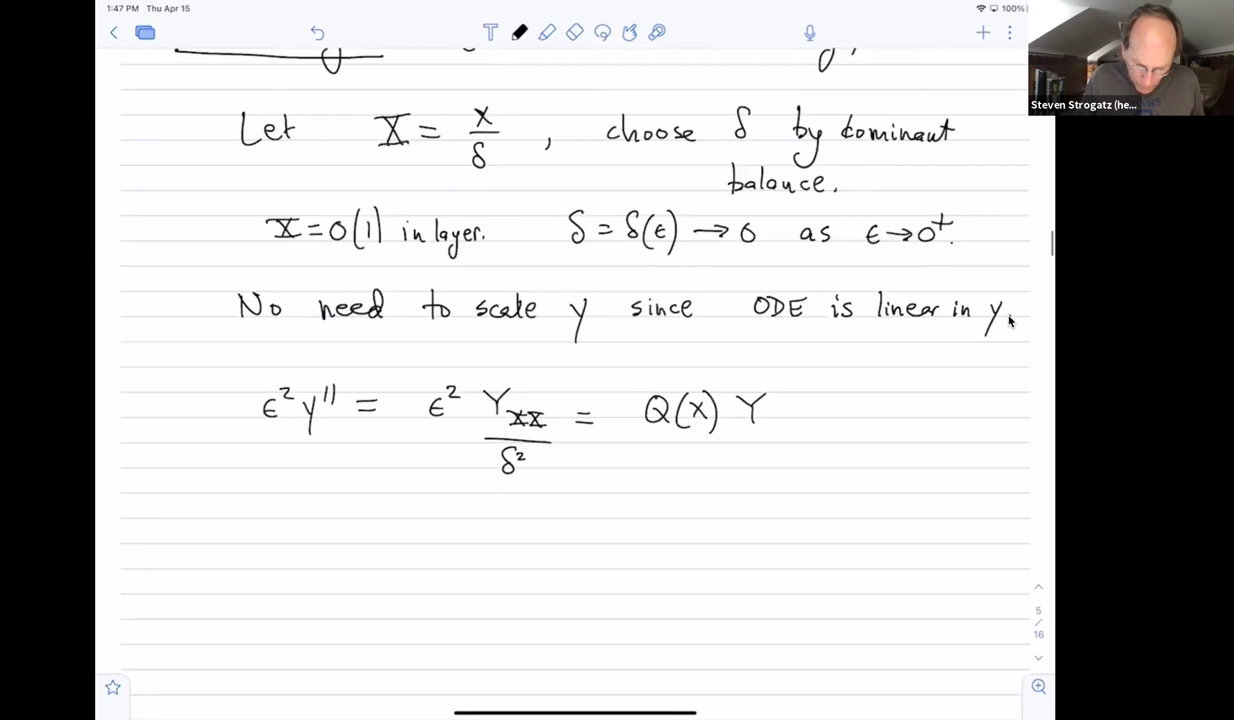 1:47 PM Thu Apr 15
100%
Steven Strogatz (he...
Let X = x/δ , choose δ by dominant
balance.
X = O(1) in layer. δ = δ(ϵ) → 0 as ϵ → 0⁺.
No need to scale y since ODE is linear in y.
ϵ² y'' = ϵ² Y_XX / δ² = Q(x) Y
5
/
16